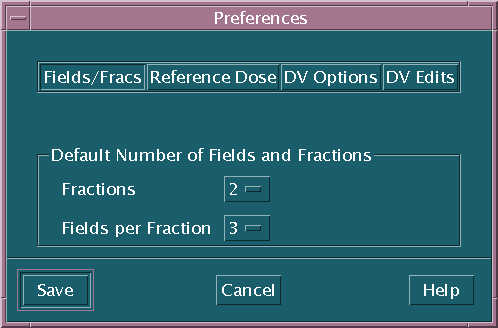 Preferences
Fields/Fracs Reference Dose DV Options DV Edits
Default Number of Fields and Fractions
Fractions 2
Fields per Fraction 3
Save Cancel Help